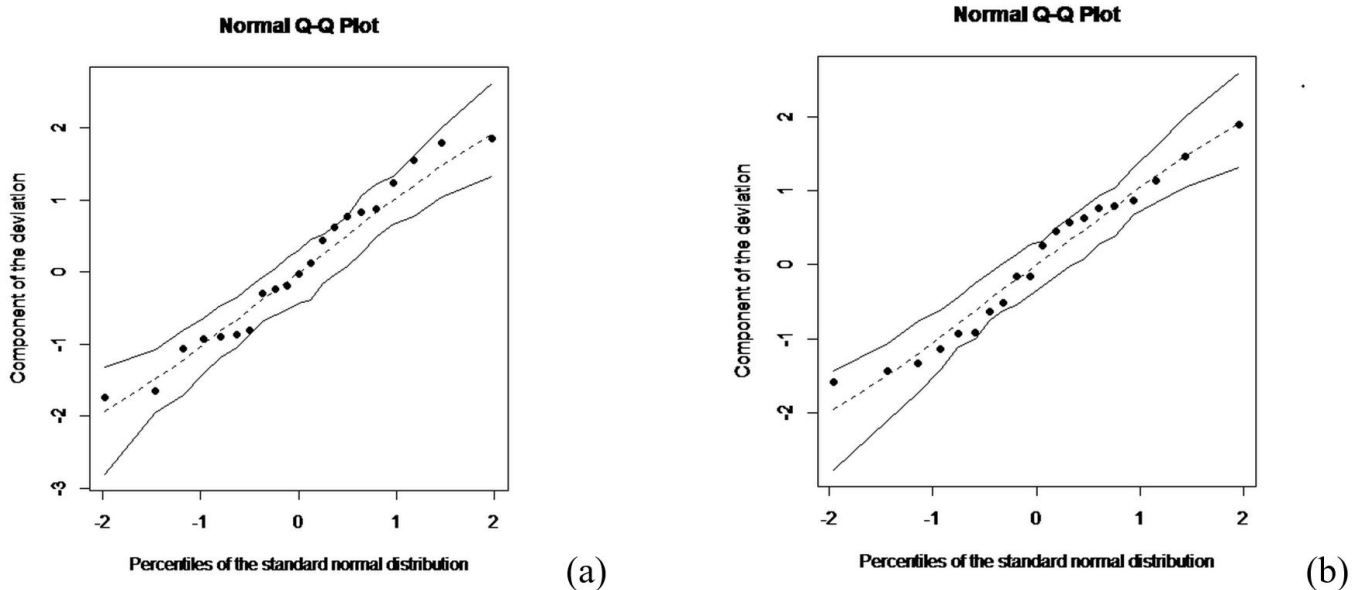 Normal Q-Q Plot
Component of the deviation
2
1
0
-1
-2
-3
-2 -1 0 1 2
Percentiles of the standard normal distribution
(a)
Normal Q-Q Plot
Component of the deviation
2
1
0
-1
-2
-2 -1 0 1 2
Percentiles of the standard normal distribution
(b)